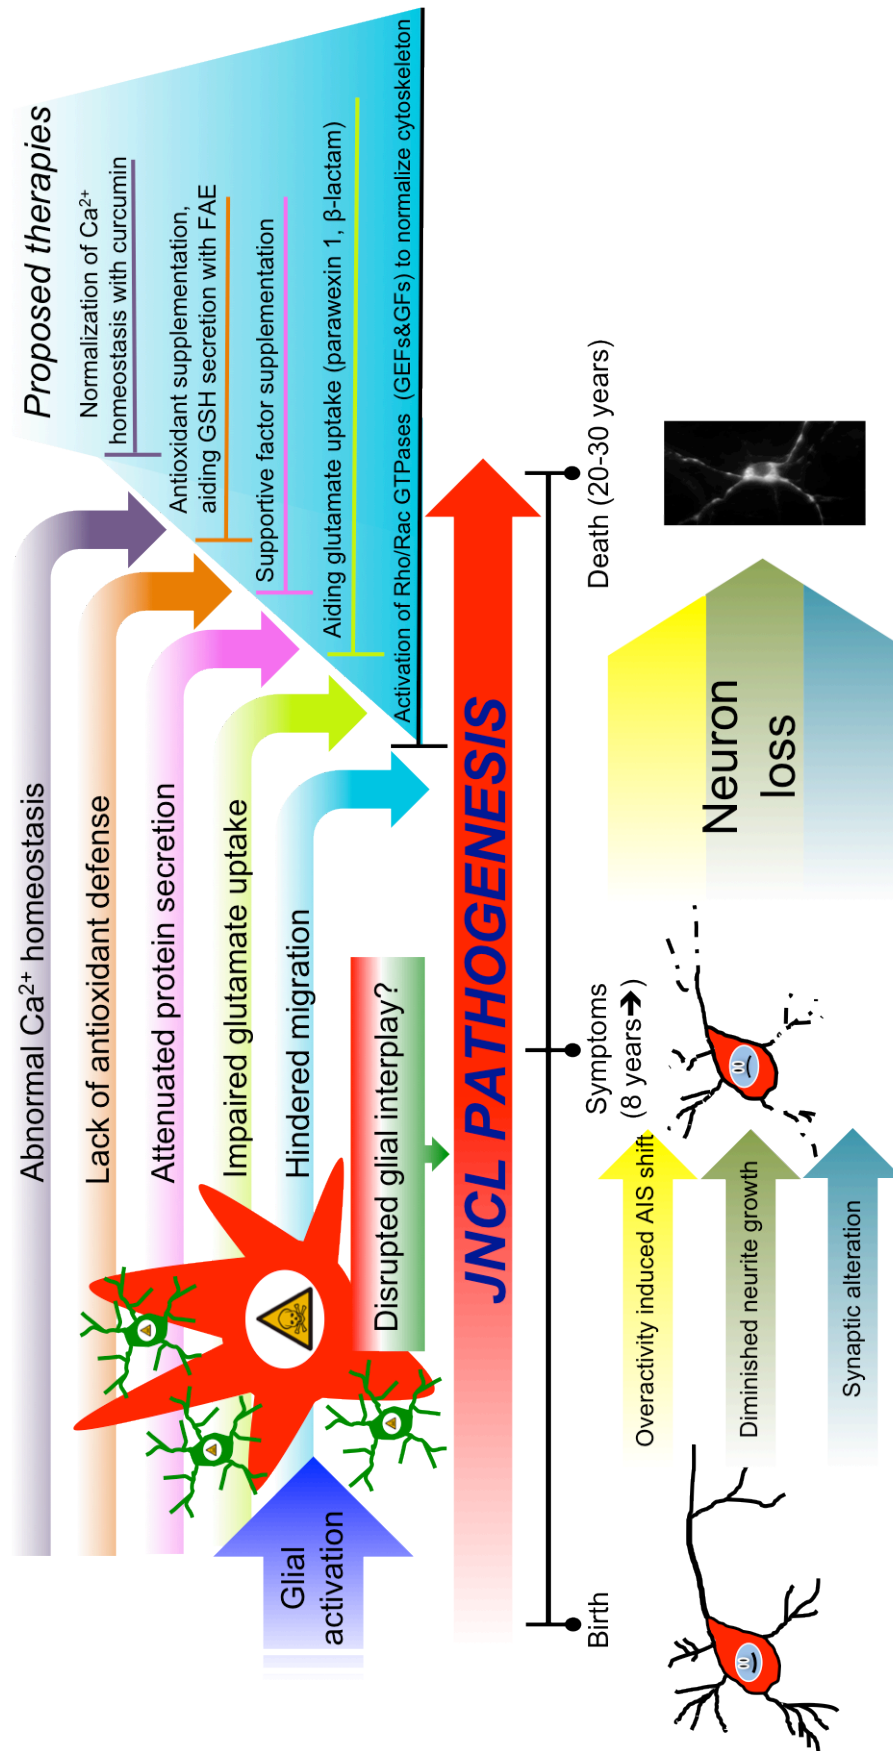 Proposed therapies
Abnormal Ca²⁺ homeostasis
Normalization of Ca²⁺
homeostasis with curcumin
Lack of antioxidant defense
Antioxidant supplementation,
aiding GSH secretion with FAE
Attenuated protein secretion
Supportive factor supplementation
Impaired glutamate uptake
Aiding glutamate uptake (parawexin 1, β-lactam)
Hindered migration
Activation of Rho/Rac GTPases (GEFs&GFs) to normalize cytoskeleton
Glial
activation
Disrupted glial interplay?
JNCL PATHOGENESIS
Birth
Symptoms
(8 years➔)
Death (20-30 years)
Overactivity induced AIS shift
Diminished neurite growth
Synaptic alteration
Neuron
loss